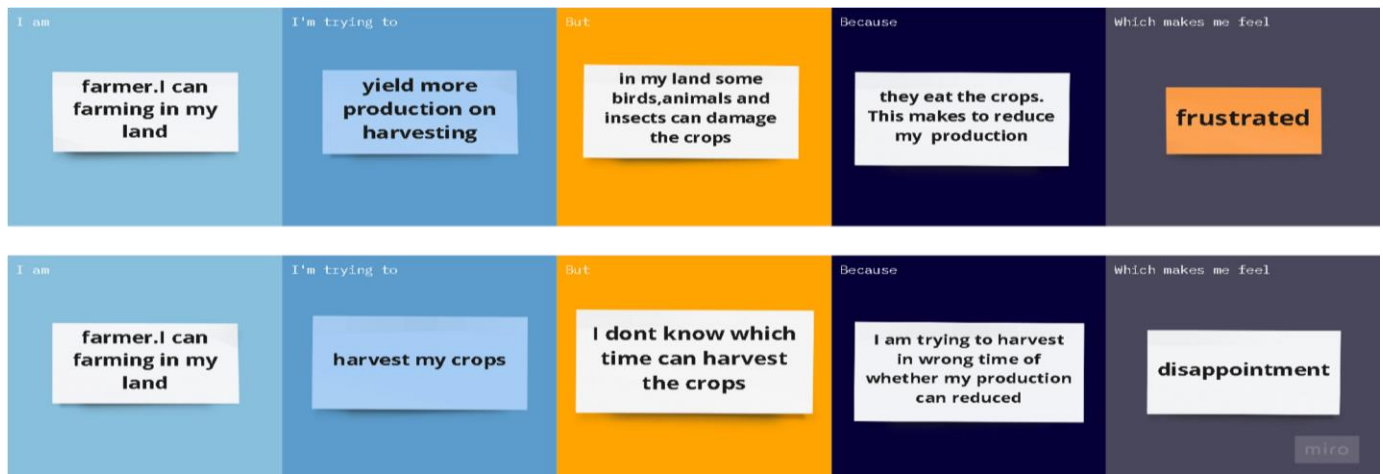 I am
I'm trying to
But
Because
Which makes me feel
farmer.I can
farming in my
land
yield more
production on
harvesting
in my land some
birds,animals and
insects can damage
the crops
they eat the crops.
This makes to reduce
my production
frustrated
I am
I'm trying to
But
Because
Which makes me feel
farmer.I can
farming in my
land
harvest my crops
I dont know which
time can harvest
the crops
I am trying to harvest
in wrong time of
whether my production
can reduced
disappointment
miro